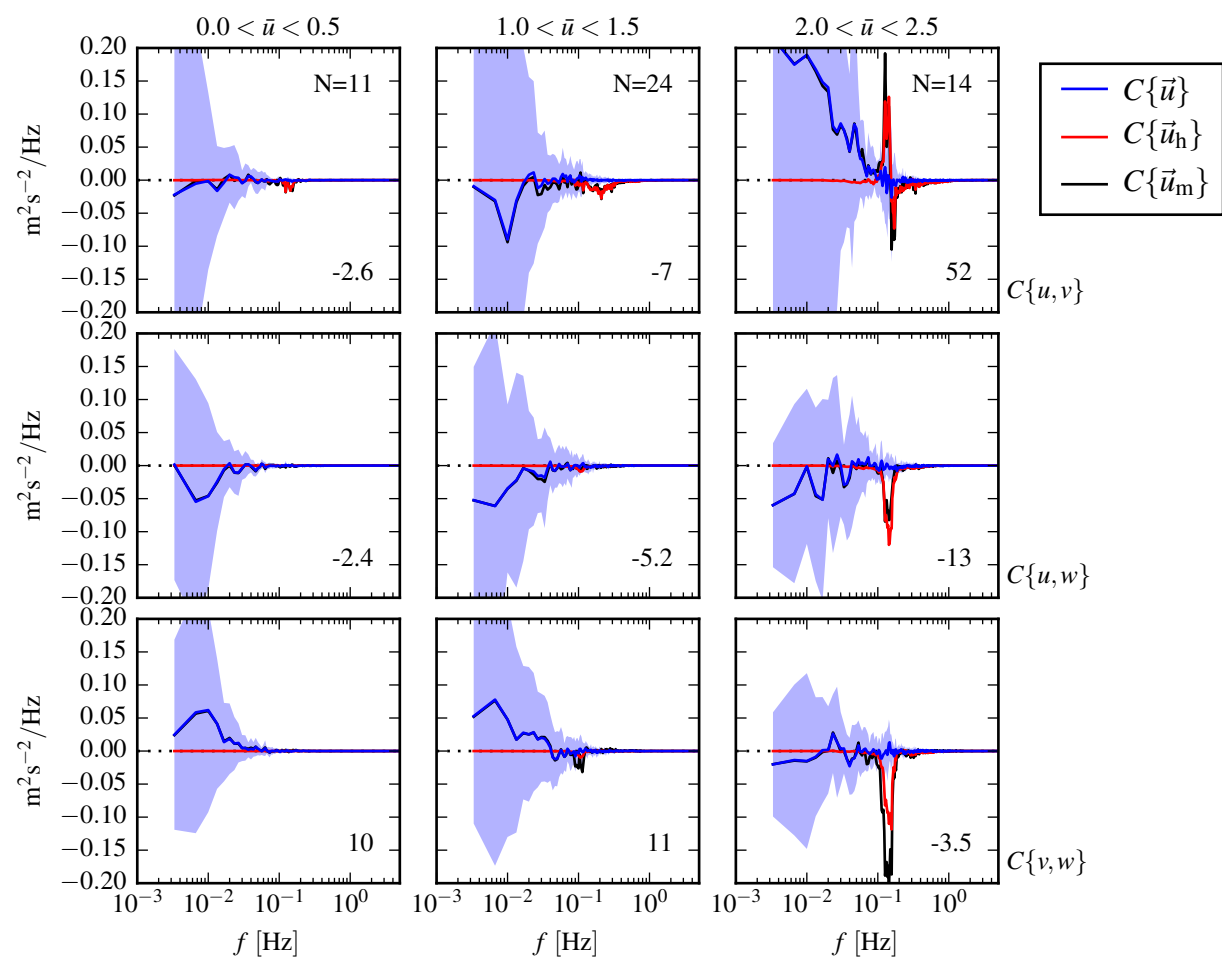 0.0 < ū < 0.5
1.0 < ū < 1.5
2.0 < ū < 2.5
0.20
0.15
0.10
0.05
0.00
−0.05
−0.10
−0.15
−0.20
m²s⁻²/Hz
N=11
-2.6
N=24
-7
N=14
52
C{u,v}
C{u⃗}
C{u⃗ₕ}
C{u⃗ₘ}
0.20
0.15
0.10
0.05
0.00
−0.05
−0.10
−0.15
−0.20
m²s⁻²/Hz
-2.4
-5.2
-13
C{u,w}
0.20
0.15
0.10
0.05
0.00
−0.05
−0.10
−0.15
−0.20
m²s⁻²/Hz
10
11
-3.5
C{v,w}
10⁻³ 10⁻² 10⁻¹ 10⁰
10⁻³ 10⁻² 10⁻¹ 10⁰
10⁻³ 10⁻² 10⁻¹ 10⁰
f [Hz]
f [Hz]
f [Hz]